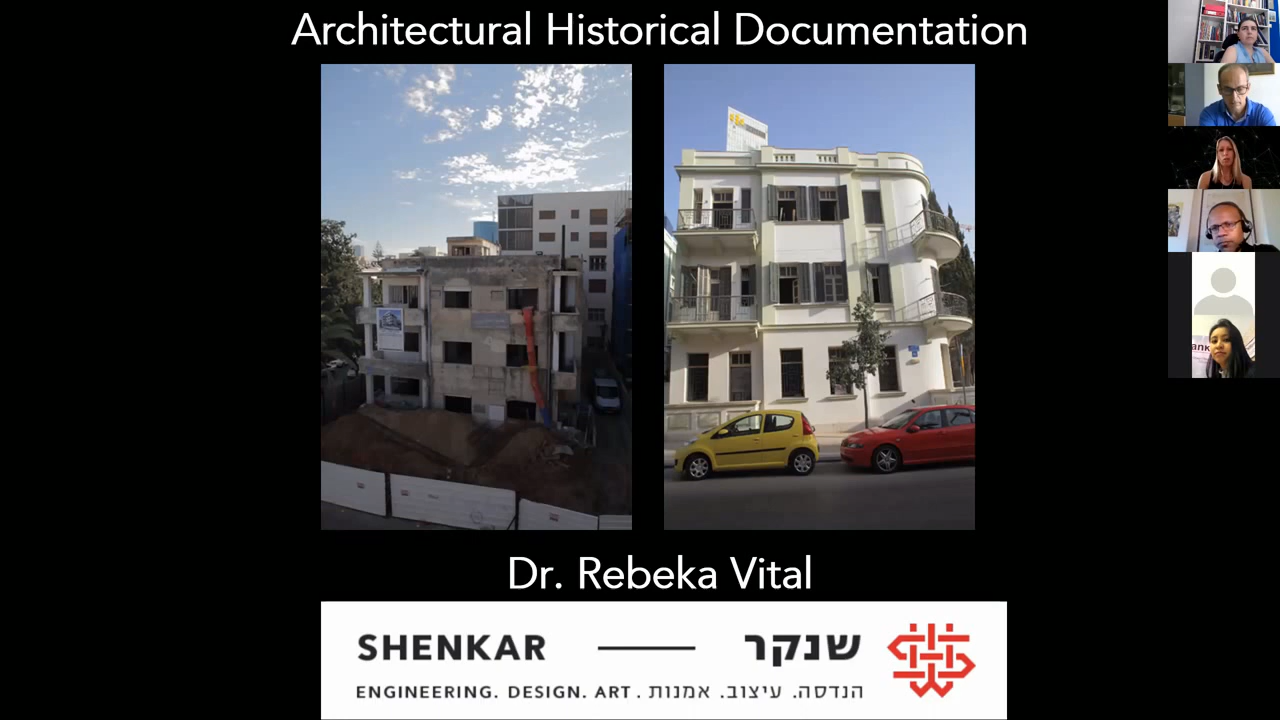 Architectural Historical Documentation
Dr. Rebeka Vital
SHENKAR — שנקר
ENGINEERING. DESIGN. ART. הנדסה. עיצוב. אמנות